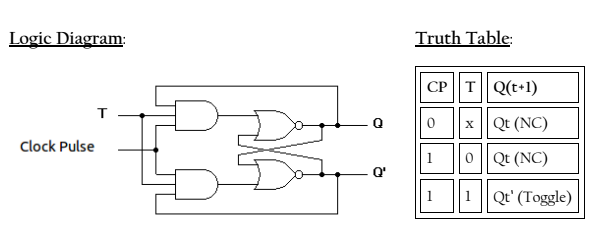 Logic Diagram:
Truth Table:
T
Clock Pulse
Q
Q'
CP T Q(t+1)
0 x Qt (NC)
1 0 Qt (NC)
1 1 Qt' (Toggle)